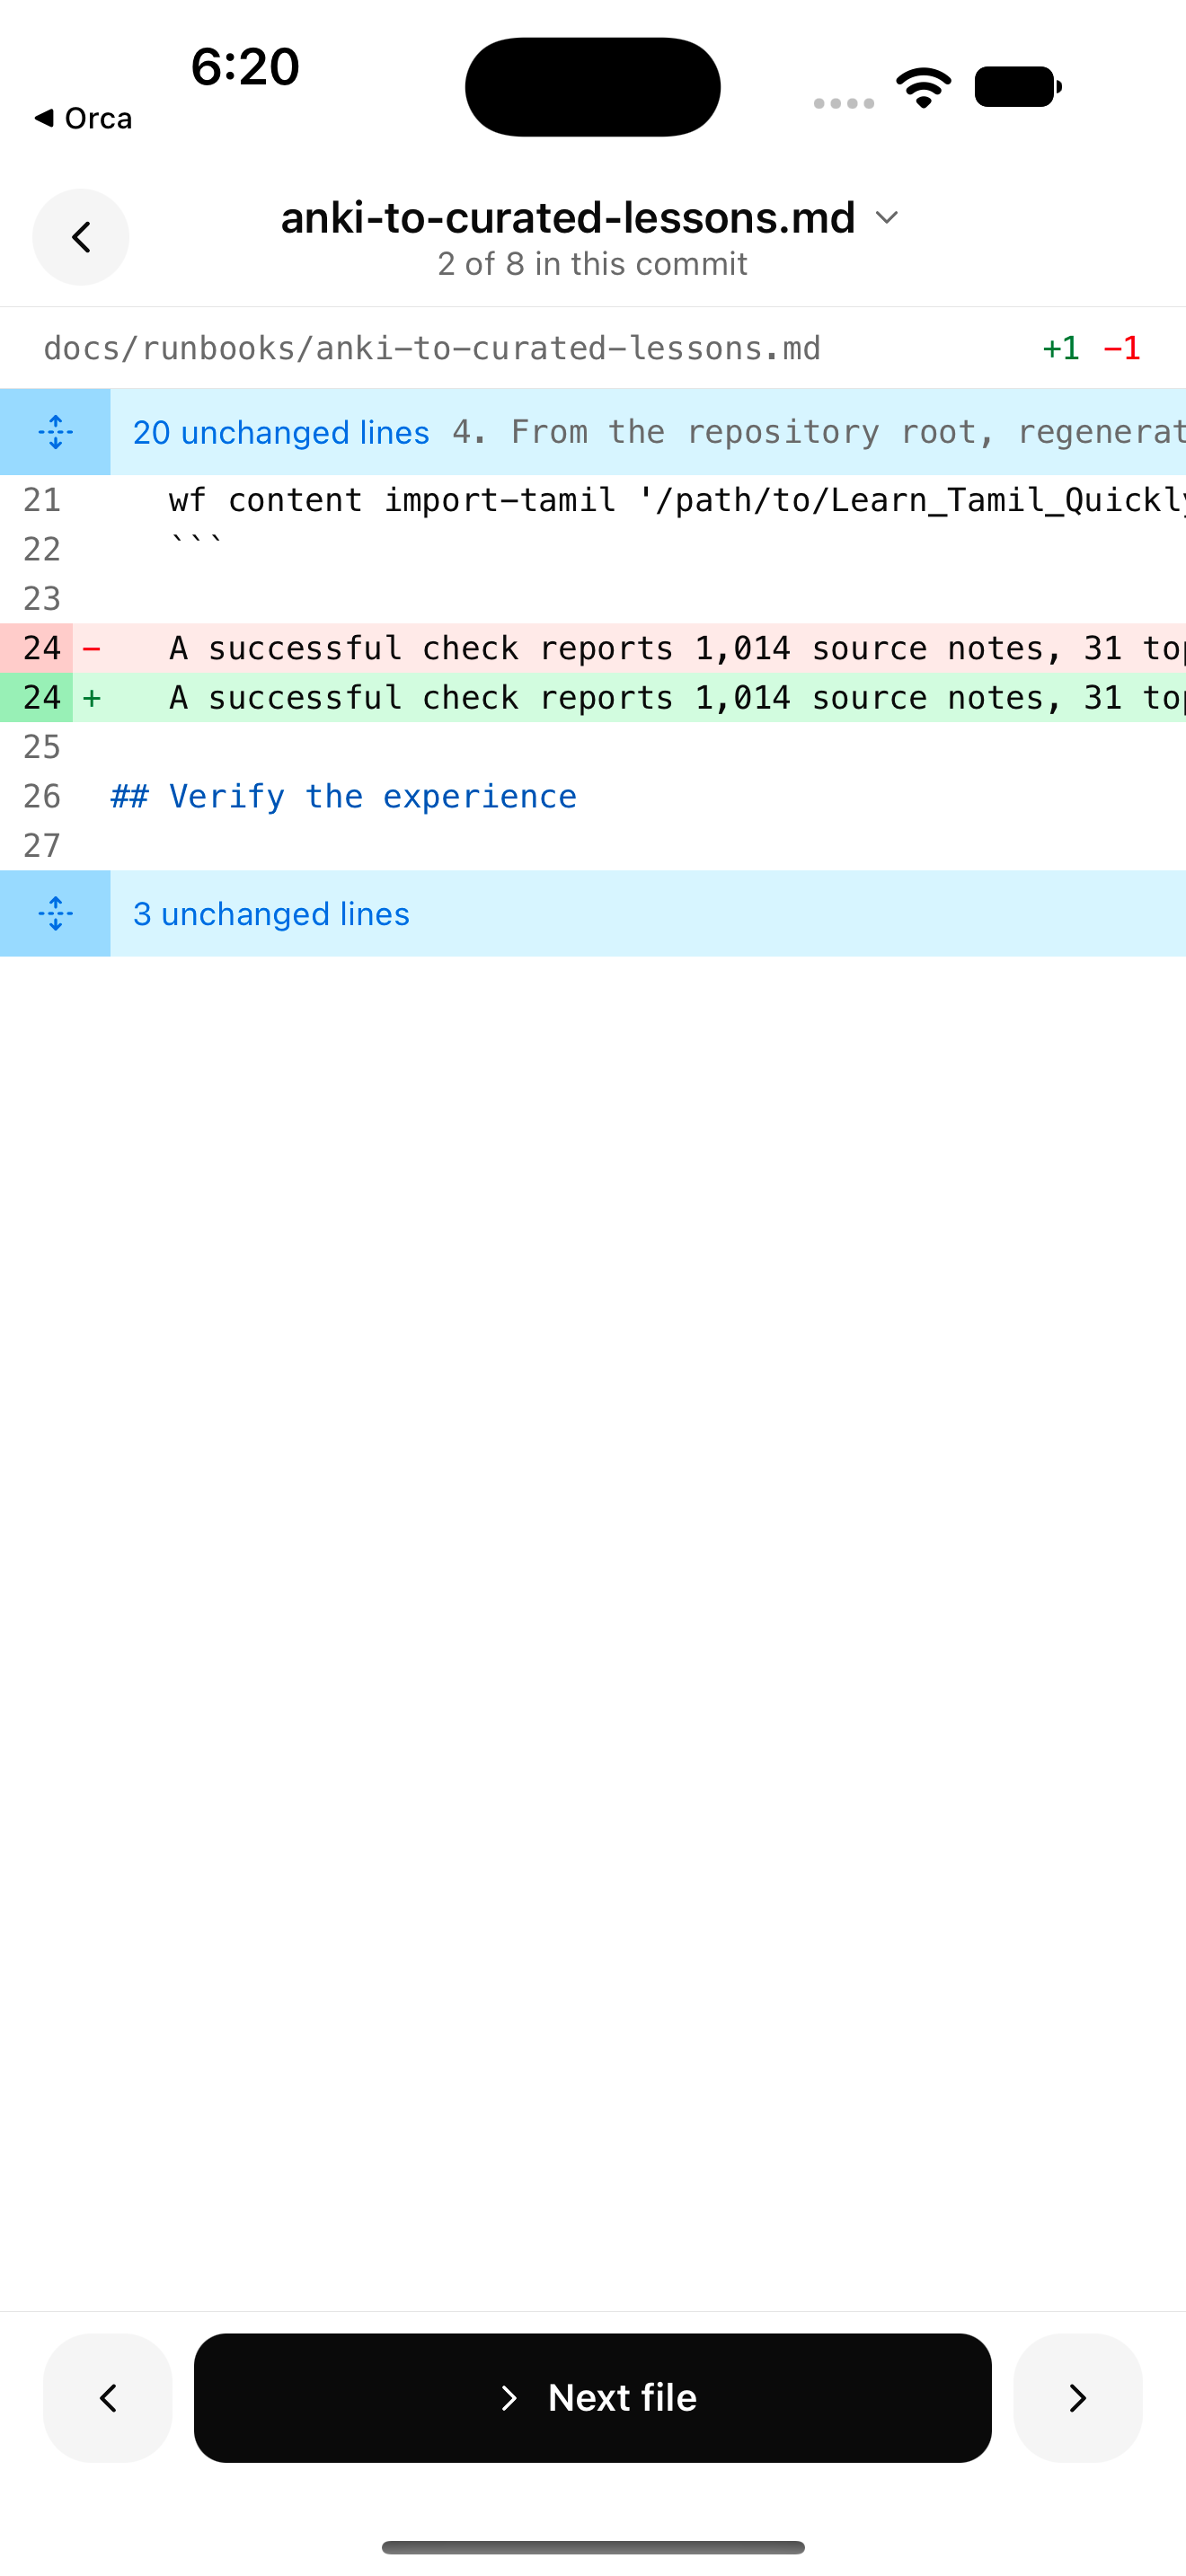 6:20
◀ Orca
anki-to-curated-lessons.md
2 of 8 in this commit
docs/runbooks/anki-to-curated-lessons.md +1 -1
20 unchanged lines 4. From the repository root, regenerat
21 wf content import-tamil '/path/to/Learn_Tamil_Quickly
22 ```
23
24 - A successful check reports 1,014 source notes, 31 top
24 + A successful check reports 1,014 source notes, 31 top
25
26 ## Verify the experience
27
3 unchanged lines
Next file